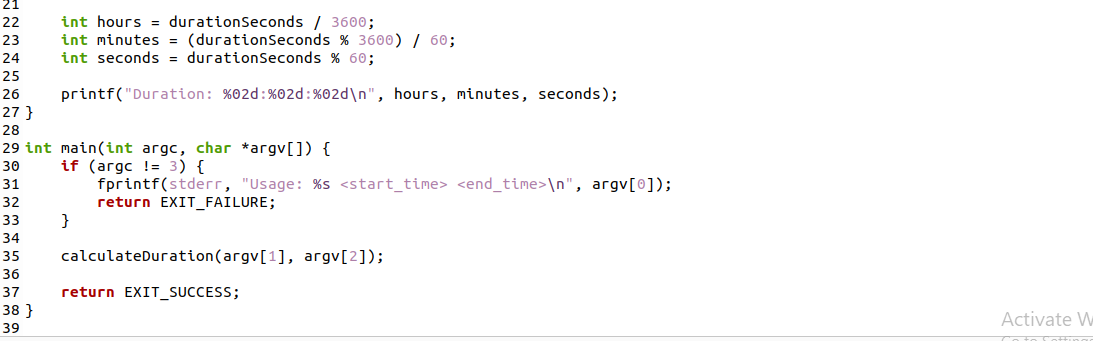 21
22 int hours = durationSeconds / 3600;
23 int minutes = (durationSeconds % 3600) / 60;
24 int seconds = durationSeconds % 60;
25
26 printf("Duration: %02d:%02d:%02d\n", hours, minutes, seconds);
27 }
28
29 int main(int argc, char *argv[]) {
30 if (argc != 3) {
31 fprintf(stderr, "Usage: %s <start_time> <end_time>\n", argv[0]);
32 return EXIT_FAILURE;
33 }
34
35 calculateDuration(argv[1], argv[2]);
36
37 return EXIT_SUCCESS;
38 }
39
Activate W